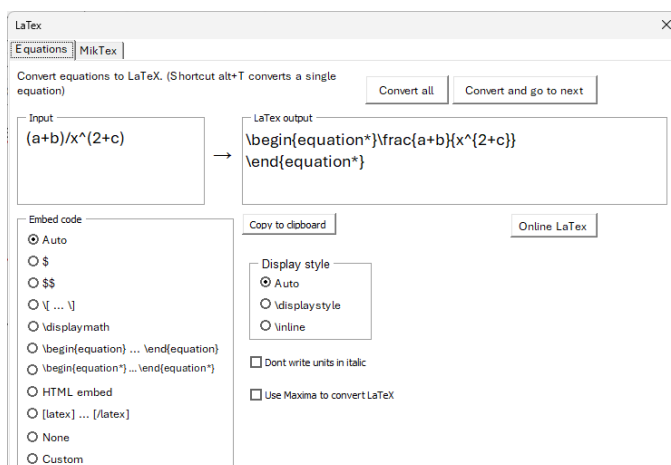 LaTex
Equations MikTex
Convert equations to LaTeX. (Shortcut alt+T converts a single
equation)
Convert all Convert and go to next
Input
(a+b)/x^(2+c)
→
LaTex output
\begin{equation*}\frac{a+b}{x^{2+c}}
\end{equation*}
Embed code
Auto
$
$$
\[ ... \]
\displaymath
\begin{equation} ... \end{equation}
\begin{equation*} ... \end{equation*}
HTML embed
[latex] ... [/latex]
None
Custom
Copy to clipboard
Online LaTex
Display style
Auto
\displaystyle
\inline
Dont write units in italic
Use Maxima to convert LaTeX